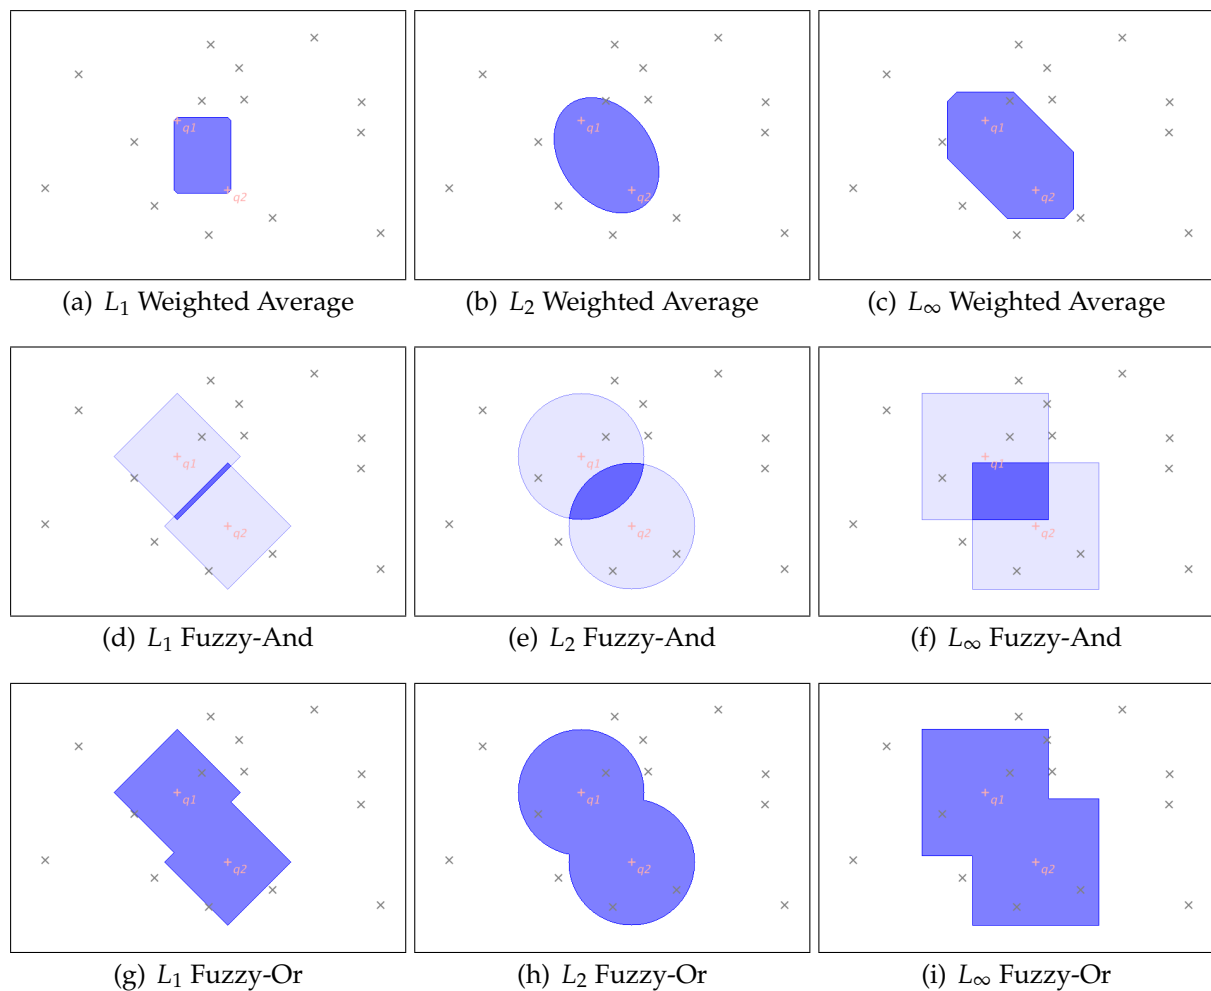 q1
q2
q1
q2
q1
q2
(a) L1 Weighted Average
(b) L2 Weighted Average
(c) L∞ Weighted Average
q1
q2
q1
q2
q1
q2
(d) L1 Fuzzy-And
(e) L2 Fuzzy-And
(f) L∞ Fuzzy-And
q1
q2
q1
q2
q1
q2
(g) L1 Fuzzy-Or
(h) L2 Fuzzy-Or
(i) L∞ Fuzzy-Or